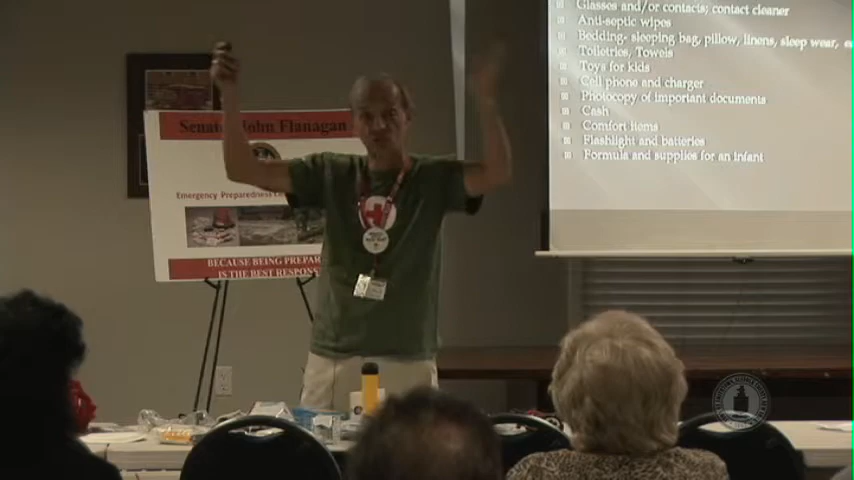 Glasses and/or contacts; contact cleaner
Anti-septic wipes
Bedding- sleeping bag, pillow, linens, sleep wear,
Toiletries, Towels
Toys for kids
Cell phone and charger
Photocopy of important documents
Cash
Comfort items
Flashlight and batteries
Formula and supplies for an infant
John Flanagan
Emergency Preparedness
BECAUSE BEING
IS THE BEST